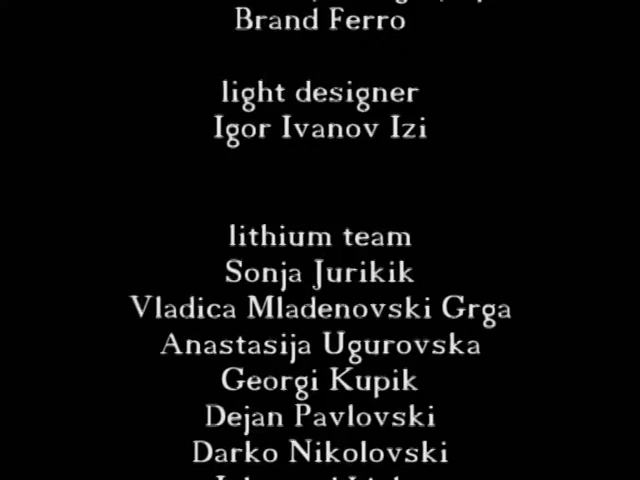 Brand Ferro
light designer
Igor Ivanov Izi
lithium team
Sonja Jurikik
Vladica Mladenovski Grga
Anastasija Ugurovska
Georgi Kupik
Dejan Pavlovski
Darko Nikolovski